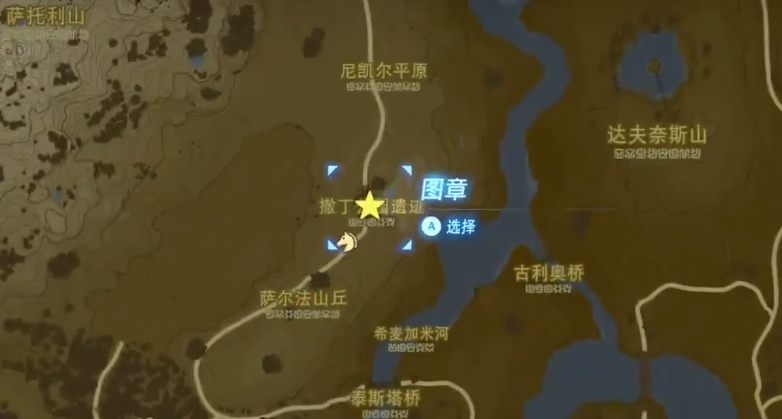 萨托利山
尼凯尔平原
达夫奈斯山
图章
撒丁
遗迹
A 选择
古利奥桥
萨尔法山丘
希麦加米河
泰斯塔桥